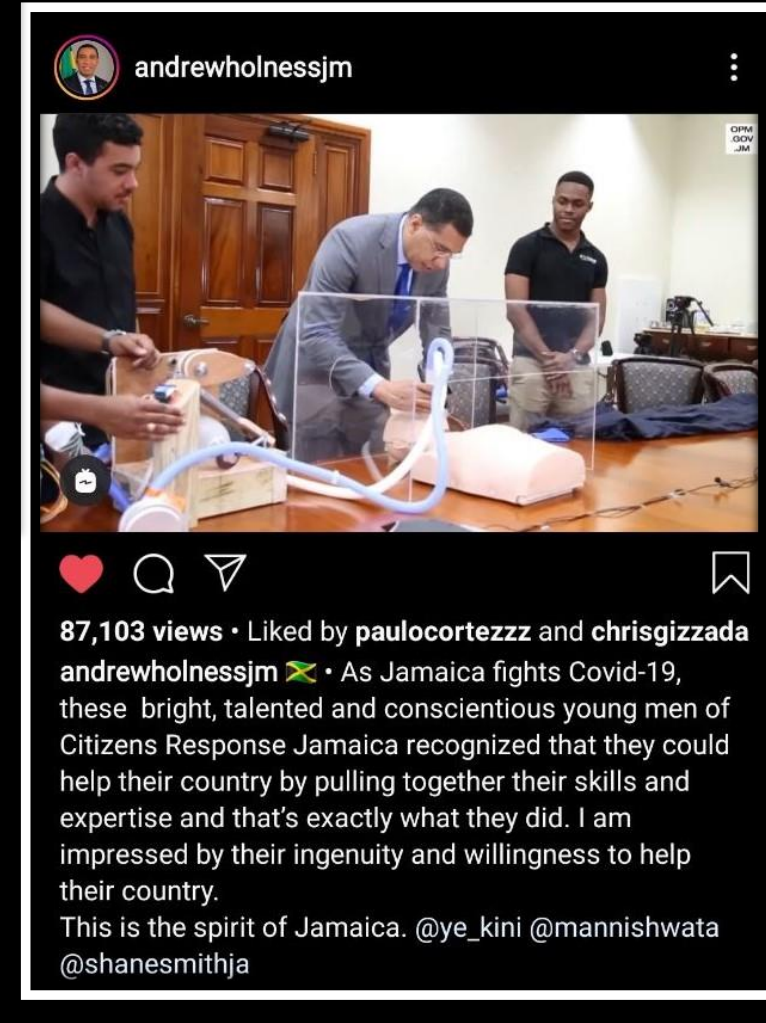 andrewholnessjm
OPM
.GOV
.JM
87,103 views • Liked by paulocortezzz and chrisgizzada
andrewholnessjm 🇯🇲 • As Jamaica fights Covid-19,
these bright, talented and conscientious young men of
Citizens Response Jamaica recognized that they could
help their country by pulling together their skills and
expertise and that's exactly what they did. I am
impressed by their ingenuity and willingness to help
their country.
This is the spirit of Jamaica. @ye_kini @mannishwata
@shanesmithja